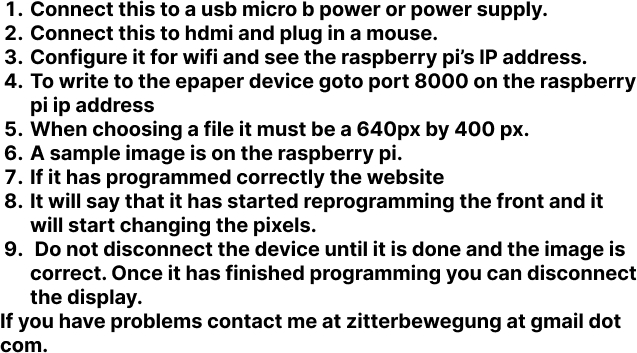 1. Connect this to a usb micro b power or power supply.
2. Connect this to hdmi and plug in a mouse.
3. Configure it for wifi and see the raspberry pi’s IP address.
4. To write to the epaper device goto port 8000 on the raspberry
pi ip address
5. When choosing a file it must be a 640px by 400 px.
6. A sample image is on the raspberry pi.
7. If it has programmed correctly the website
8. It will say that it has started reprogramming the front and it
will start changing the pixels.
9. Do not disconnect the device until it is done and the image is
correct. Once it has finished programming you can disconnect
the display.
If you have problems contact me at zitterbewegung at gmail dot
com.